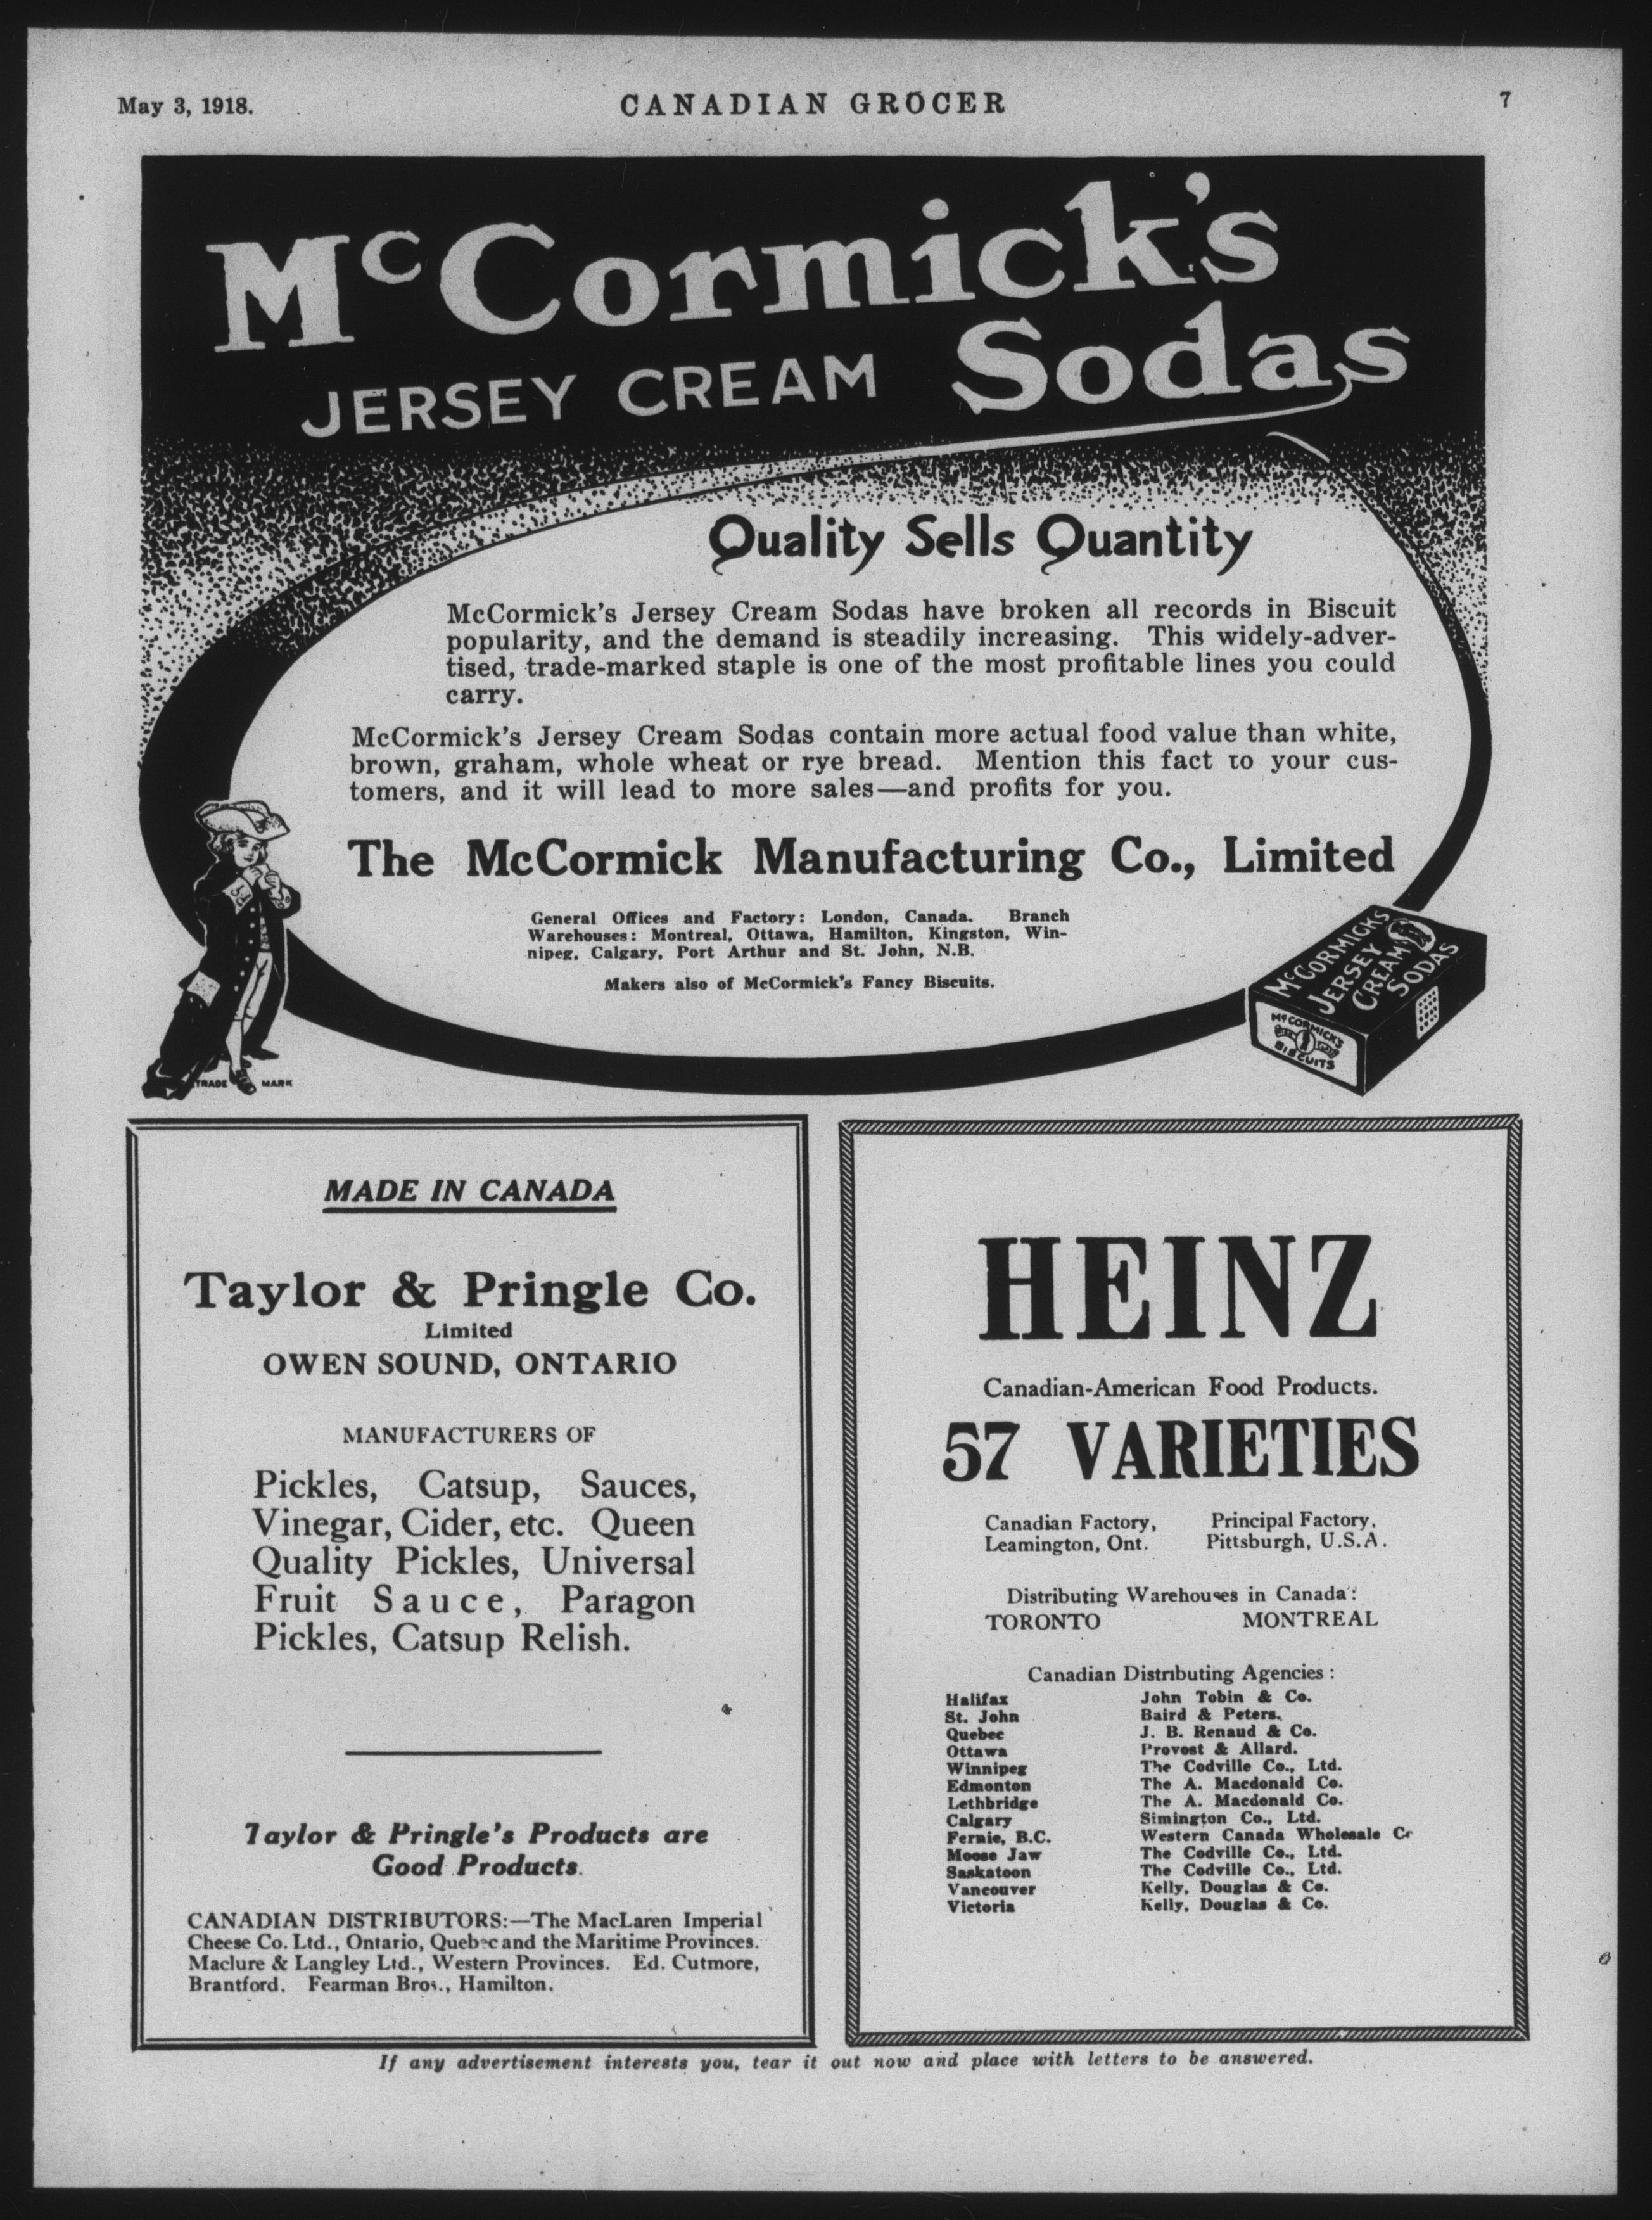 May 3, 1918.
CANADIAN GROCER
7
McCormick's
JERSEY CREAM Sodas
Quality Sells Quantity
McCormick's Jersey Cream Sodas have broken all records in Biscuit
popularity, and the demand is steadily increasing. This widely-adver-
tised, trade-marked staple is one of the most profitable lines you could
carry.
McCormick's Jersey Cream Sodas contain more actual food value than white,
brown, graham, whole wheat or rye bread. Mention this fact to your cus-
tomers, and it will lead to more sales—and profits for you.
The McCormick Manufacturing Co., Limited
General Offices and Factory: London, Canada. Branch
Warehouses: Montreal, Ottawa, Hamilton, Kingston, Win-
nipeg, Calgary, Port Arthur and St. John, N.B.
Makers also of McCormick's Fancy Biscuits.
TRADE MARK
McCORMICKS
JERSEY
CREAM
SODAS
McCORMICK'S
BISCUITS
MADE IN CANADA
Taylor & Pringle Co.
Limited
OWEN SOUND, ONTARIO
MANUFACTURERS OF
Pickles, Catsup, Sauces,
Vinegar, Cider, etc. Queen
Quality Pickles, Universal
Fruit Sauce, Paragon
Pickles, Catsup Relish.
Taylor & Pringle's Products are
Good Products.
CANADIAN DISTRIBUTORS:—The MacLaren Imperial
Cheese Co. Ltd., Ontario, Quebec and the Maritime Provinces.
Maclure & Langley Ltd., Western Provinces. Ed. Cutmore,
Brantford. Fearman Bros., Hamilton.
HEINZ
Canadian-American Food Products.
57 VARIETIES
Canadian Factory, Principal Factory,
Leamington, Ont. Pittsburgh, U.S.A.
Distributing Warehouses in Canada:
TORONTO MONTREAL
Canadian Distributing Agencies:
Halifax John Tobin & Co.
St. John Baird & Peters.
Quebec J. B. Renaud & Co.
Ottawa Provost & Allard.
Winnipeg The Codville Co., Ltd.
Edmonton The A. Macdonald Co.
Lethbridge The A. Macdonald Co.
Calgary Simington Co., Ltd.
Fernie, B.C. Western Canada Wholesale Co
Moose Jaw The Codville Co., Ltd.
Saskatoon The Codville Co., Ltd.
Vancouver Kelly, Douglas & Co.
Victoria Kelly, Douglas & Co.
If any advertisement interests you, tear it out now and place with letters to be answered.